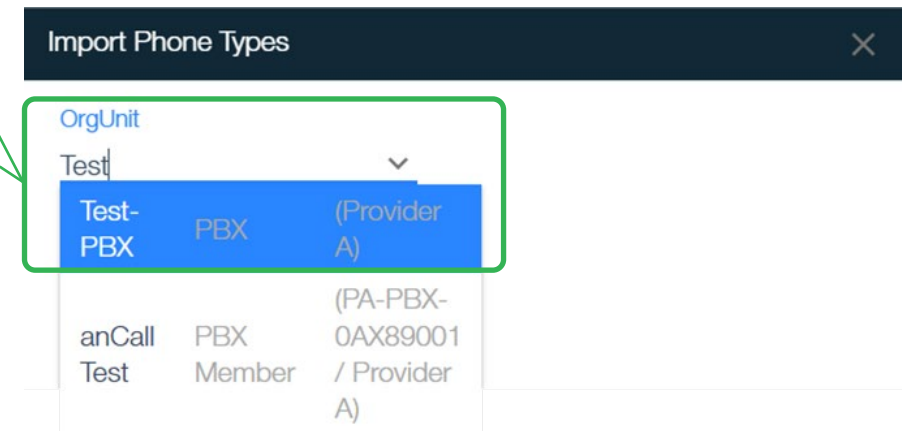 Import Phone Types
OrgUnit
Test
Test-
PBX
PBX
(Provider
A)
anCall
Test
PBX
Member
(PA-PBX-
0AX89001
/ Provider
A)